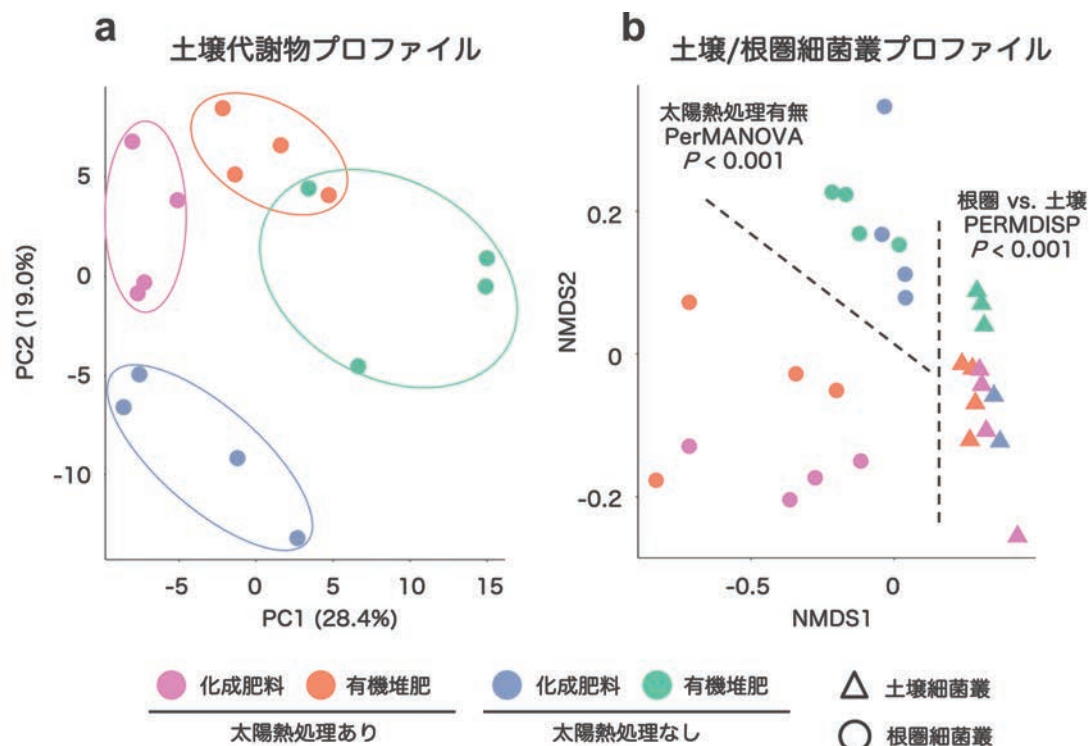 a
土壌代謝物プロファイル
5
0
-5
-10
PC2 (19.0%)
-5
0
5
10
15
PC1 (28.4%)
b
土壌/根圏細菌叢プロファイル
太陽熱処理有無
PerMANOVA
P < 0.001
根圏 vs. 土壌
PERMDISP
P < 0.001
0.2
0
-0.2
NMDS2
-0.5
0
NMDS1
化成肥料
有機堆肥
太陽熱処理あり
化成肥料
有機堆肥
太陽熱処理なし
土壌細菌叢
根圏細菌叢